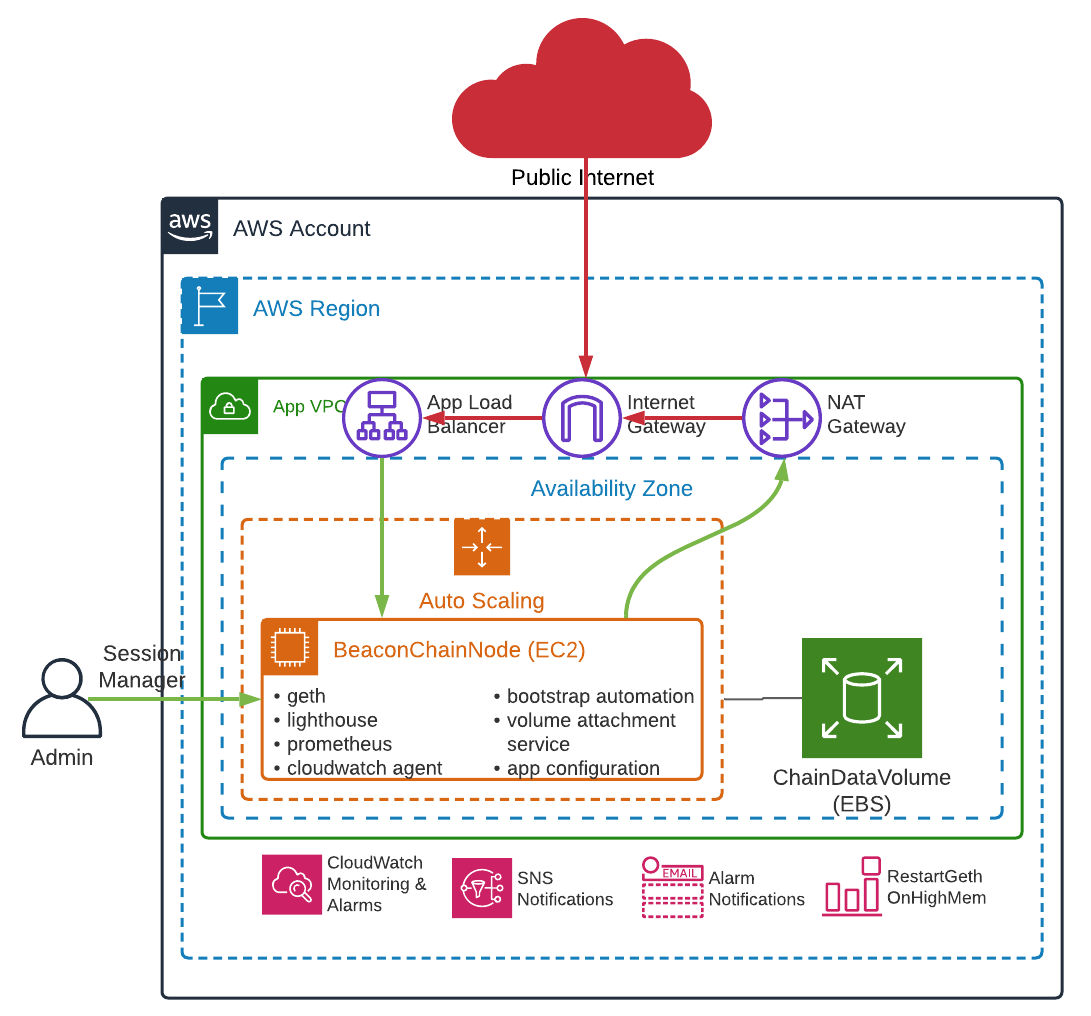 Public Internet
aws
AWS Account
AWS Region
App VPC
App Load
Balancer
Internet
Gateway
NAT
Gateway
Availability Zone
Auto Scaling
BeaconChainNode (EC2)
• geth
• lighthouse
• prometheus
• cloudwatch agent
• bootstrap automation
• volume attachment
service
• app configuration
Session
Manager
Admin
ChainDataVolume
(EBS)
CloudWatch
Monitoring &
Alarms
SNS
Notifications
EMAIL
Alarm
Notifications
RestartGeth
OnHighMem